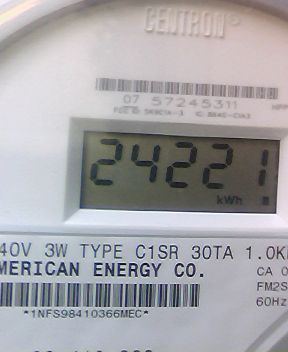 CENTRON®
07 57245311
24221
kWh
40V 3W TYPE C1SR 30TA 1.0K
MERICAN ENERGY CO.
CA 0
FM2S
60Hz
*1NFS98410366MEC*